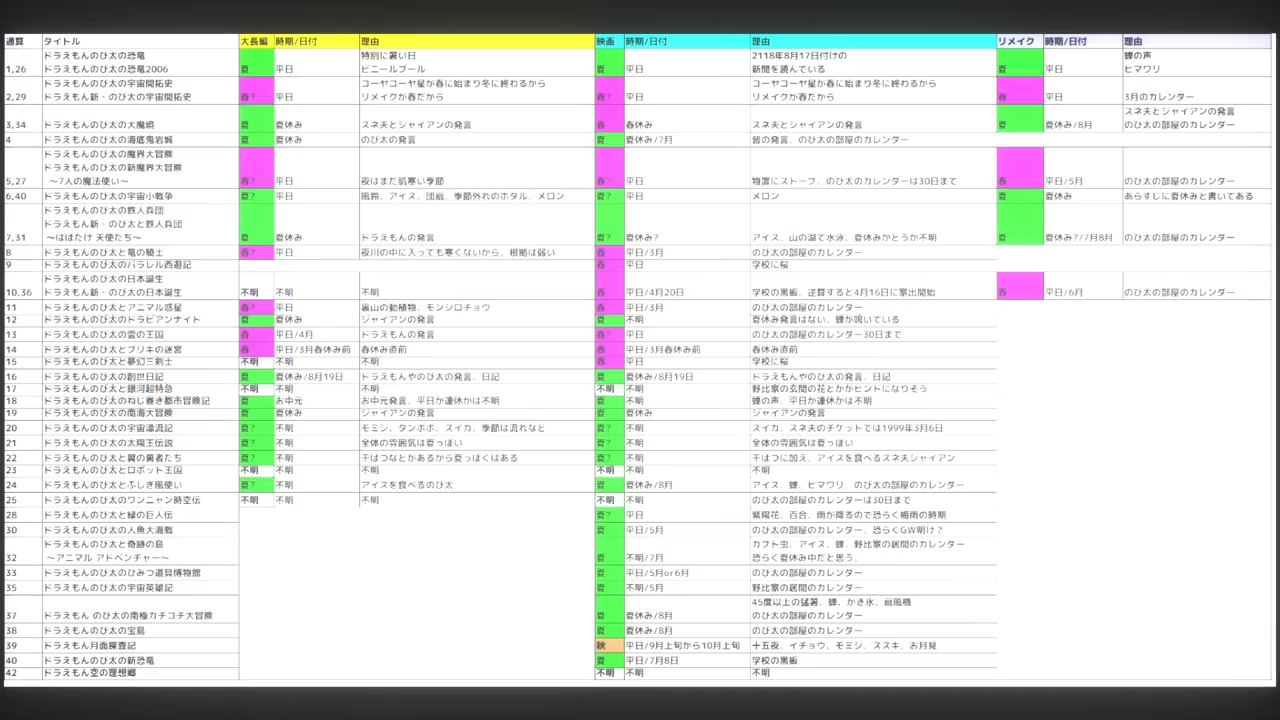 通算 タイトル 大長編 時期/日付 理由 映画 時期/日付 理由 リメイク 時期/日付 理由
ドラえもんのび太の恐竜 特別に暑い日 2118年8月17日付けの 蝉の声
1,26 ドラえもんのび太の恐竜2006 夏 平日 ビニールプール 夏 平日 新聞を読んでいる 夏 平日 ヒマワリ
ドラえもんのび太の宇宙開拓史 コーヤコーヤ星が春に始まり冬に終わるから コーヤコーヤ星が春に始まり冬に終わるから
2,29 ドラえもん新・のび太の宇宙開拓史 春? 平日 リメイクが春だから 春? 平日 リメイクが春だから 春 平日 3月のカレンダー
スネ夫とジャイアンの発言
3,34 ドラえもんのび太の大魔境 夏 夏休み スネ夫とジャイアンの発言 春 春休み スネ夫とジャイアンの発言 夏 夏休み/8月 のび太の部屋のカレンダー
4 ドラえもんのび太の海底鬼岩城 夏 夏休み のび太の発言 夏 夏休み/7月 皆の発言、のび太の部屋のカレンダー
ドラえもんのび太の魔界大冒険
ドラえもんのび太の新魔界大冒険
5,27 〜7人の魔法使い〜 春? 平日 夜はまだ肌寒い季節 春? 平日 物置にストーブ、のび太のカレンダーは30日まで 春 平日/5月 のび太の部屋のカレンダー
6,40 ドラえもんのび太の宇宙小戦争 夏? 平日 風鈴、アイス、団扇、季節外れのホタル、メロン 夏? 平日 メロン 夏 夏休み あらすじに夏休みと書いてある
ドラえもんのび太の鉄人兵団
ドラえもん新・のび太と鉄人兵団
7,31 〜はばたけ 天使たち〜 夏 夏休み ドラえもんの発言 夏 夏休み? アイス、山の湖で水泳、夏休みかどうか不明 夏 夏休み?/7月8月 のび太の部屋のカレンダー
8 ドラえもんのび太と竜の騎士 春? 平日 夜川の中に入っても寒くないから、根拠は弱い 春 平日/3月 のび太の部屋のカレンダー
9 ドラえもんのび太のパラレル西遊記 春 平日 学校に桜
ドラえもんのび太の日本誕生
10,36 ドラえもん新・のび太の日本誕生 不明 不明 不明 春 平日/4月20日 学校の黒板、逆算すると4月16日に家出開始 春 平日/6月 のび太の部屋のカレンダー
11 ドラえもんのび太とアニマル惑星 春? 平日 裏山の動植物、モンシロチョウ 春 平日/3月 のび太の部屋のカレンダー
12 ドラえもんのび太のドラビアンナイト 夏 夏休み ジャイアンの発言 夏 不明 夏休み発言はない、蝉が鳴いている
13 ドラえもんのび太の雲の王国 春 平日/4月 ドラえもんの発言 春? 平日 のび太の部屋のカレンダー30日まで
14 ドラえもんのび太とブリキの迷宮 春 平日/3月春休み前 春休み直前 春 平日/3月春休み前 春休み直前
15 ドラえもんのび太と夢幻三剣士 不明 不明 不明 春 平日 学校に桜
16 ドラえもんのび太の創世日記 夏 夏休み/8月19日 ドラえもんやのび太の発言、日記 夏 夏休み/8月19日 ドラえもんやのび太の発言、日記
17 ドラえもんのび太と銀河超特急 不明 不明 不明 不明 不明 野比家の玄関の花とかがヒントになりそう
18 ドラえもんのび太のねじ巻き都市冒険記 夏 お中元 お中元発言、平日か連休かは不明 夏 不明 蝉の声、平日か連休かは不明
19 ドラえもんのび太の南海大冒険 夏 夏休み ジャイアンの発言 夏 夏休み ジャイアンの発言
20 ドラえもんのび太の宇宙漂流記 夏? 不明 モミジ、タンポポ、スイカ、季節は流れなと 夏? 不明 スイカ、スネ夫のチケットでは1999年3月6日
21 ドラえもんのび太の太陽王伝説 夏? 不明 全体の雰囲気は夏っぽい 夏? 不明 全体の雰囲気は夏っぽい
22 ドラえもんのび太と翼の勇者たち 夏? 不明 干はつなとがあるから夏っぽくはある 夏? 不明 干はつに加え、アイスを食べるスネ夫シャイアン
23 ドラえもんのび太とロボット王国 不明 不明 不明 不明 不明 不明
24 ドラえもんのび太とふしぎ風使い 夏? 不明 アイスを食べるのび太 夏 夏休み/8月 アイス、蝉、ヒマワリ、のび太の部屋のカレンダー
25 ドラえもんのび太のワンニャン時空伝 不明 不明 不明 不明 不明 のび太の部屋のカレンダーは30日まで
28 ドラえもんのび太と緑の巨人伝 夏? 平日 紫陽花、百合、雨が降るので恐らく梅雨の時期
30 ドラえもんのび太の人魚大海戦 夏 平日/5月 のび太の部屋のカレンダー、恐らくGW明け?
ドラえもんのび太と奇跡の島 カブト虫、アイス、蝉、野比家の居間のカレンダー
32 〜アニマル アドベンチャー〜 夏 不明/7月 恐らく夏休み中だと思う。
33 ドラえもんのび太のひみつ道具博物館 夏 平日/5月or6月 のび太の部屋のカレンダー
35 ドラえもんのび太の宇宙英雄記 夏 不明/5月 野比家の居間のカレンダー
45度以上の猛暑、蝉、かき氷、扇風機
37 ドラえもん のび太の南極カチコチ大冒険 夏 夏休み/8月 のび太の部屋のカレンダー
38 ドラえもんのび太の宝島 夏 夏休み/8月 のび太の部屋のカレンダー
39 ドラえもん月面探査記 秋 平日/9月上旬から10月上旬 十五夜、イチョウ、モミジ、ススキ、お月見
40 ドラえもんのび太の新恐竜 夏 平日/7月8日 学校の黒板
42 ドラえもん空の理想郷 不明 不明 不明